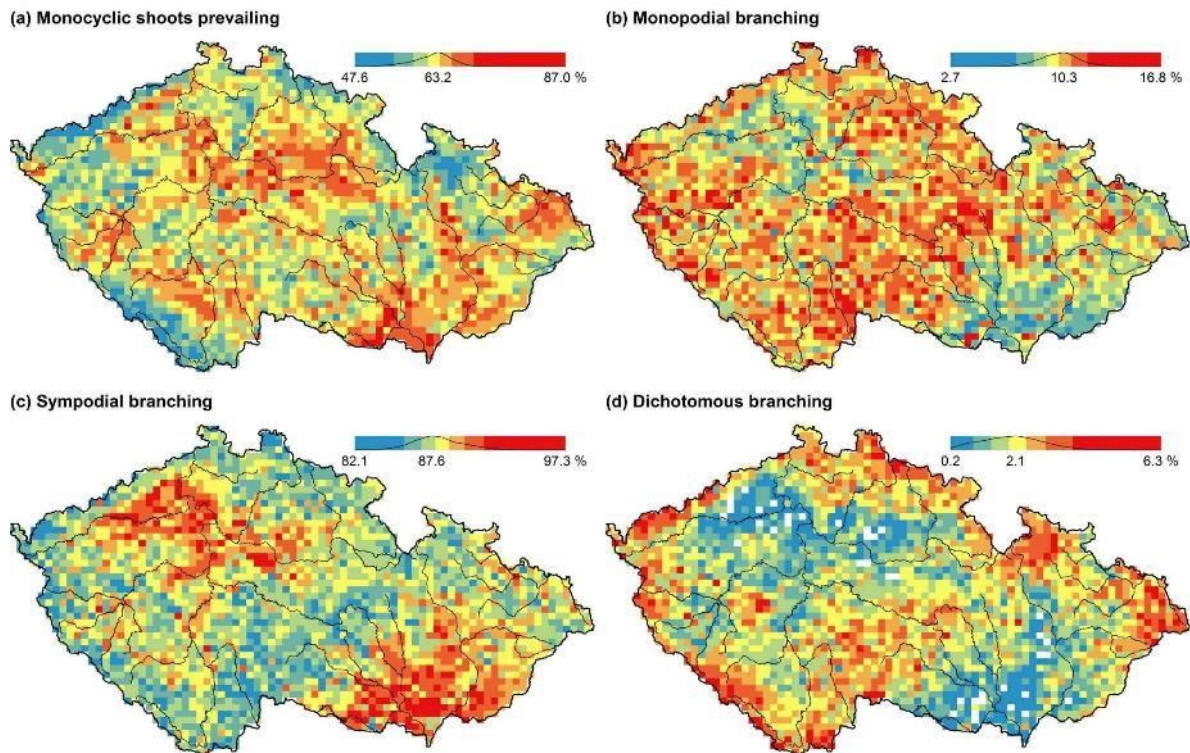 (a) Monocyclic shoots prevailing
47.6 63.2 87.0 %
(b) Monopodial branching
2.7 10.3 16.8 %
(c) Sympodial branching
82.1 87.6 97.3 %
(d) Dichotomous branching
0.2 2.1 6.3 %